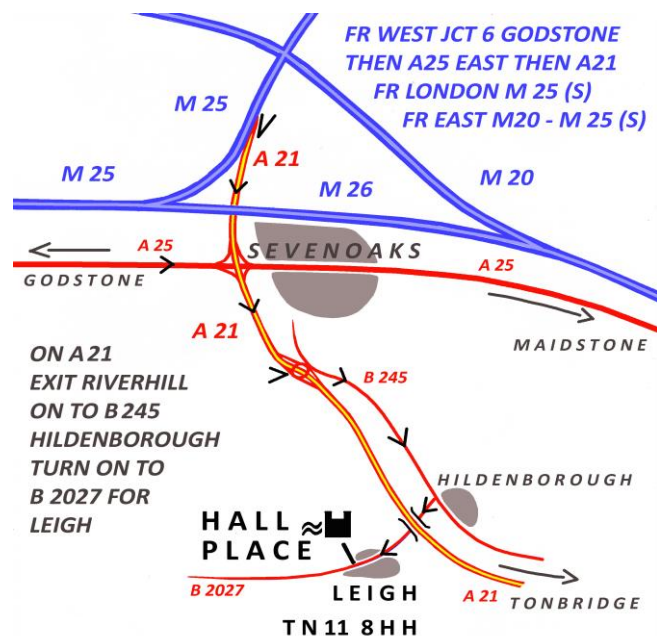 FR WEST JCT 6 GODSTONE
THEN A25 EAST THEN A21
FR LONDON M 25 (S)
FR EAST M20 - M 25 (S)
M 25
A 21
M 25
M 26
M 20
SEVENOAKS
A 25
A 25
GODSTONE
MAIDSTONE
A 21
ON A21
EXIT RIVERHILL
ON TO B245
HILDENBOROUGH
TURN ON TO
B 2027 FOR
LEIGH
B 245
HILDENBOROUGH
HALL
PLACE
B 2027
LEIGH
A 21
TONBRIDGE
TN11 8HH